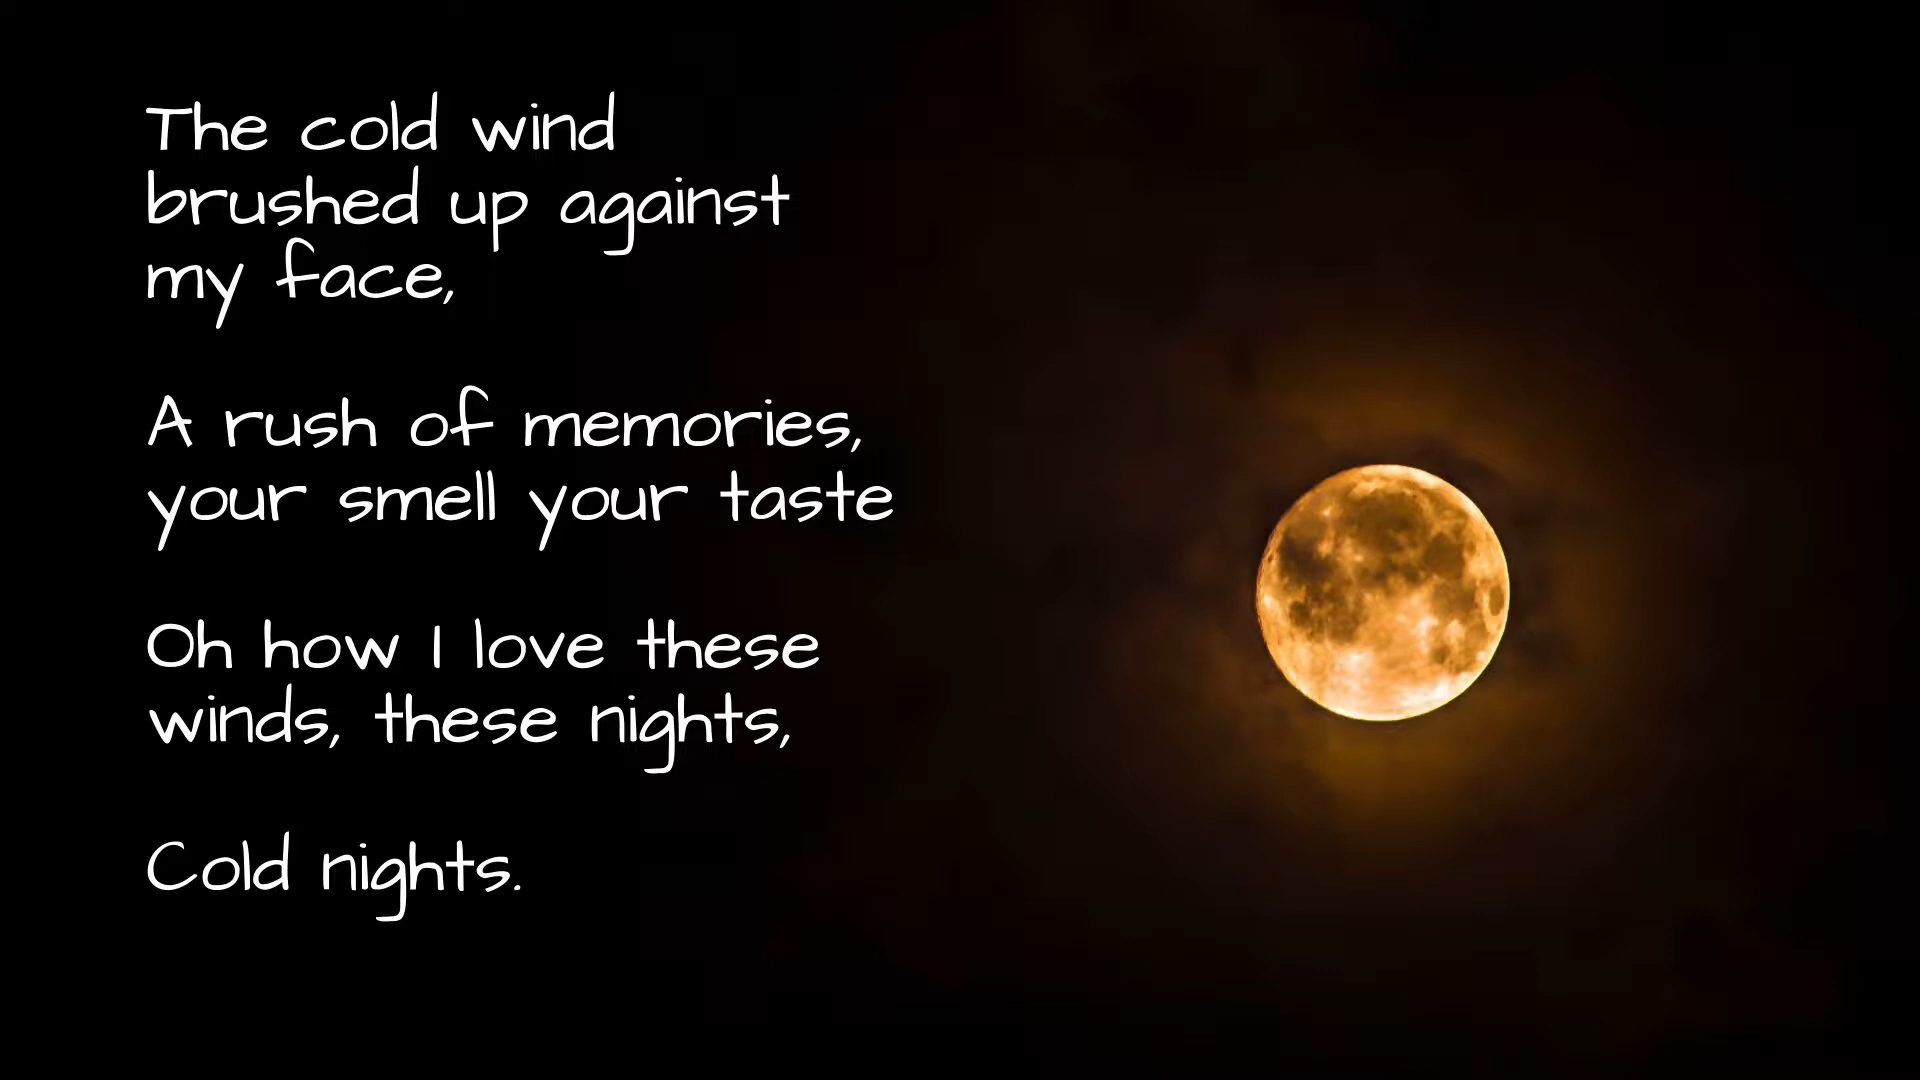 The cold wind
brushed up against
my face,
A rush of memories,
your smell your taste
Oh how I love these
winds, these nights,
Cold nights.